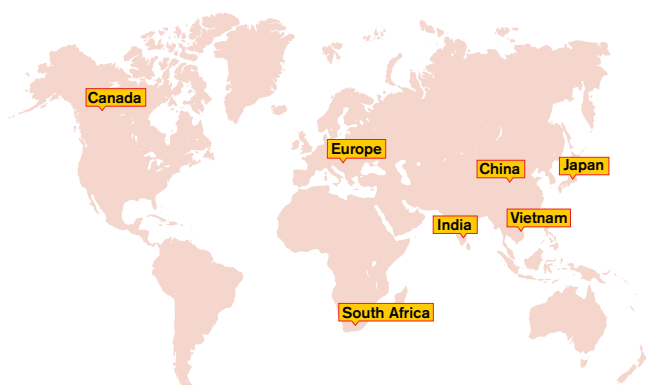 Canada
Europe
China
Japan
India
Vietnam
South Africa